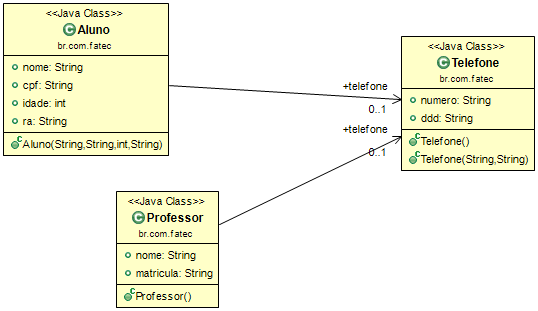 <<Java Class>>
Aluno
br.com.fatec
nome: String
cpf: String
idade: int
ra: String
Aluno(String,String,int,String)
<<Java Class>>
Telefone
br.com.fatec
numero: String
ddd: String
Telefone()
Telefone(String,String)
+telefone
0..1
+telefone
0..1
<<Java Class>>
Professor
br.com.fatec
nome: String
matricula: String
Professor()